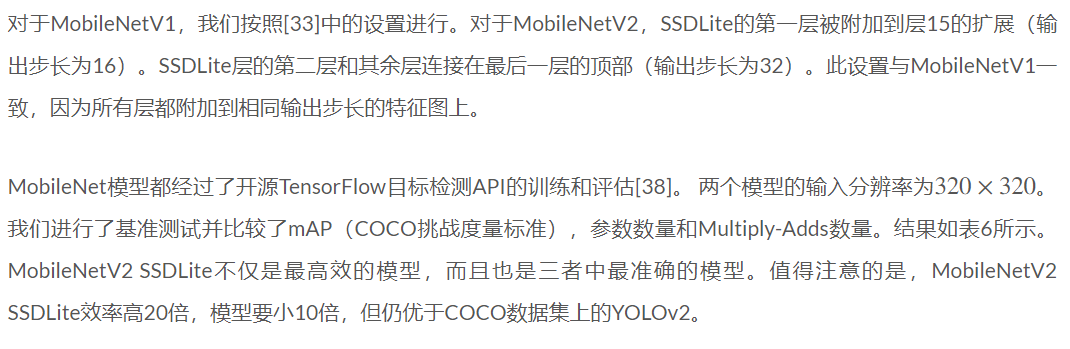 对于MobileNetV1，我们按照[33]中的设置进行。对于MobileNetV2，SSDLite的第一层被附加到层15的扩展（输
出步长为16）。SSDLite层的第二层和其余层连接在最后一层的顶部（输出步长为32）。此设置与MobileNetV1一
致，因为所有层都附加到相同输出步长的特征图上。
MobileNet模型都经过了开源TensorFlow目标检测API的训练和评估[38]。 两个模型的输入分辨率为320 × 320。
我们进行了基准测试并比较了mAP（COCO挑战度量标准），参数数量和Multiply-Adds数量。结果如表6所示。
MobileNetV2 SSDLite不仅是最高效的模型，而且也是三者中最准确的模型。值得注意的是，MobileNetV2
SSDLite效率高20倍，模型要小10倍，但仍优于COCO数据集上的YOLOv2。